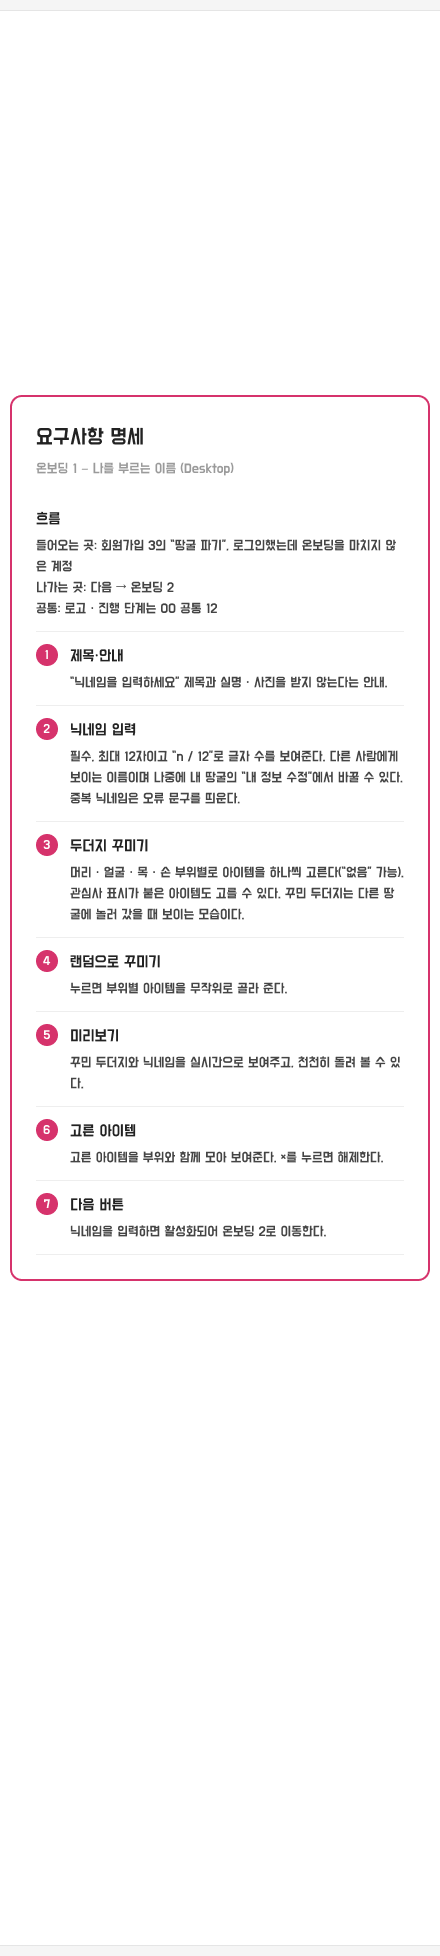 요구사항 명세
온보딩 1 – 나를 부르는 이름 (Desktop)
흐름
들어오는 곳: 회원가입 3의 "땅굴 파기", 로그인했는데 온보딩을 마치지 않
은 계정
나가는 곳: 다음 → 온보딩 2
공통: 로고 · 진행 단계는 00 공통 12
1 제목·안내
"닉네임을 입력하세요" 제목과 실명 · 사진을 받지 않는다는 안내.
2 닉네임 입력
필수. 최대 12자이고 "n / 12"로 글자 수를 보여준다. 다른 사람에게
보이는 이름이며 나중에 내 땅굴의 "내 정보 수정"에서 바꿀 수 있다.
중복 닉네임은 오류 문구를 띄운다.
3 두더지 꾸미기
머리 · 얼굴 · 목 · 손 부위별로 아이템을 하나씩 고른다("없음" 가능).
관심사 표시가 붙은 아이템도 고를 수 있다. 꾸민 두더지는 다른 땅
굴에 놀러 갔을 때 보이는 모습이다.
4 랜덤으로 꾸미기
누르면 부위별 아이템을 무작위로 골라 준다.
5 미리보기
꾸민 두더지와 닉네임을 실시간으로 보여주고, 천천히 돌려 볼 수 있
다.
6 고른 아이템
고른 아이템을 부위와 함께 모아 보여준다. ×를 누르면 해제한다.
7 다음 버튼
닉네임을 입력하면 활성화되어 온보딩 2로 이동한다.